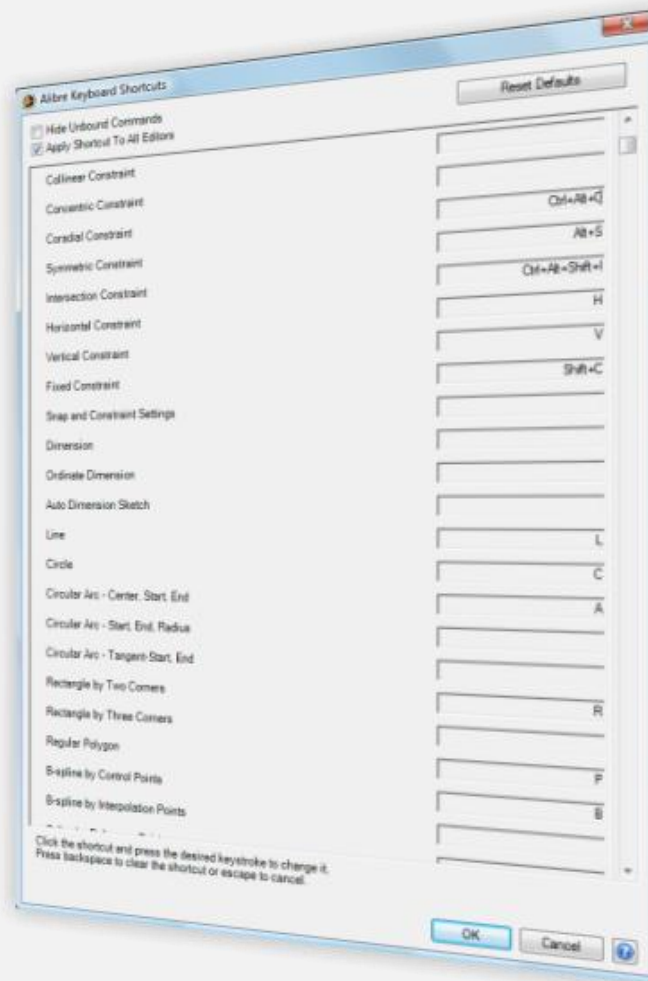 Alibre Keyboard Shortcuts
Reset Defaults
Hide Unbound Commands
Apply Shortcut To All Editors
Collinear Constraint
Concentric Constraint
Coradial Constraint
Symmetric Constraint Alt+S
Intersection Constraint Ctrl+Alt+Shift+I
Horizontal Constraint H
Vertical Constraint V
Fixed Constraint Shift+C
Snap and Constraint Settings
Dimension
Ordinate Dimension
Auto Dimension Sketch
Line L
Circle C
Circular Arc - Center, Start, End A
Circular Arc - Start, End, Radius
Circular Arc - Tangent-Start, End
Rectangle by Two Corners R
Rectangle by Three Corners
Regular Polygon P
B-spline by Control Points B
B-spline by Interpolation Points
Click the shortcut and press the desired keystroke to change it.
Press backspace to clear the shortcut or escape to cancel.
OK Cancel